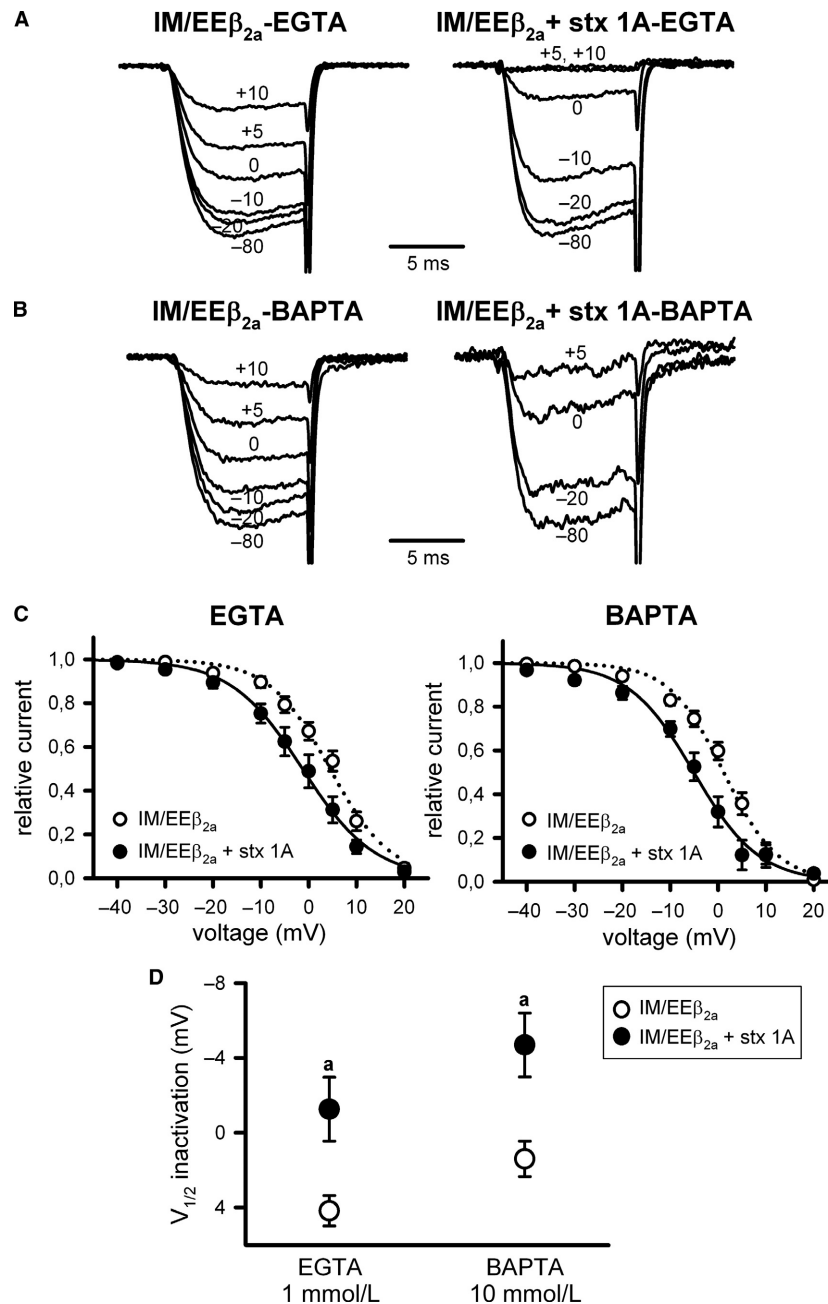 A
IM/EEβ2a-EGTA
IM/EEβ2a+ stx 1A-EGTA
+10
+5
0
–10
–20
–80
+5, +10
0
–10
–20
–80
5 ms
B
IM/EEβ2a-BAPTA
IM/EEβ2a+ stx 1A-BAPTA
+10
+5
0
–10
–20
–80
+5
0
–20
–80
5 ms
C
EGTA
relative current
1,0
0,8
0,6
0,4
0,2
0,0
IM/EEβ2a
IM/EEβ2a + stx 1A
–40 –30 –20 –10 0 10 20
voltage (mV)
BAPTA
relative current
1,0
0,8
0,6
0,4
0,2
0,0
IM/EEβ2a
IM/EEβ2a + stx 1A
–40 –30 –20 –10 0 10 20
voltage (mV)
D
V1/2 inactivation (mV)
–8
–4
0
4
a
a
IM/EEβ2a
IM/EEβ2a + stx 1A
EGTA
1 mmol/L
BAPTA
10 mmol/L